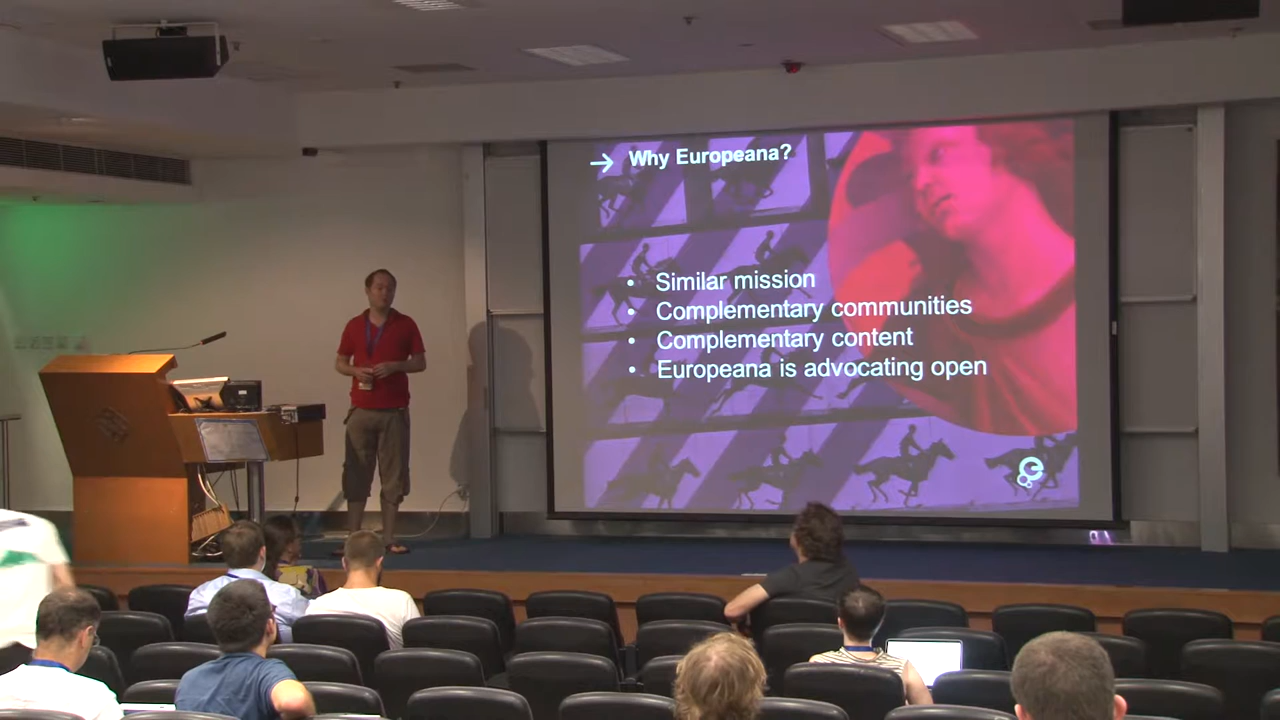 → Why Europeana?
• Similar mission
• Complementary communities
• Complementary content
• Europeana is advocating open